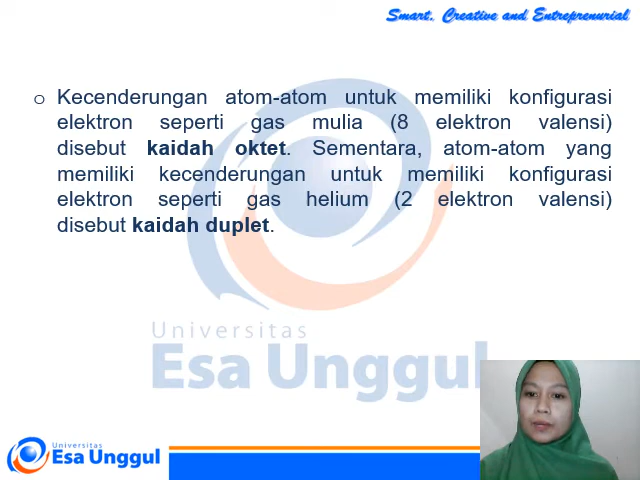 Smart, Creative and Entreprenurial
o Kecenderungan atom-atom untuk memiliki konfigurasi
elektron seperti gas mulia (8 elektron valensi)
disebut kaidah oktet. Sementara, atom-atom yang
memiliki kecenderungan untuk memiliki konfigurasi
elektron seperti gas helium (2 elektron valensi)
disebut kaidah duplet.
Universitas
Esa Unggul
Universitas
Esa Unggul